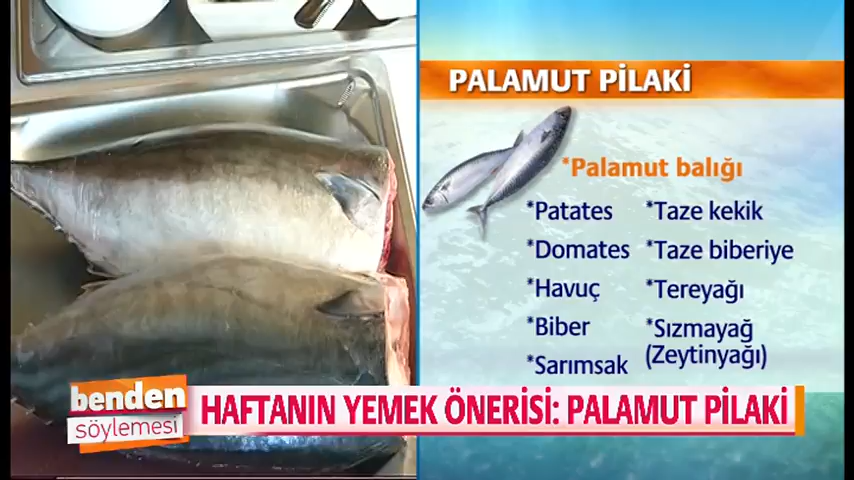 PALAMUT PİLAKİ
*Palamut balığı
*Patates
*Domates
*Havuç
*Biber
*Sarımsak
*Taze kekik
*Taze biberiye
*Tereyağı
*Sızmayağ
(Zeytinyağı)
benden
söylemesi
HAFTANIN YEMEK ÖNERİSİ: PALAMUT PİLAKİ